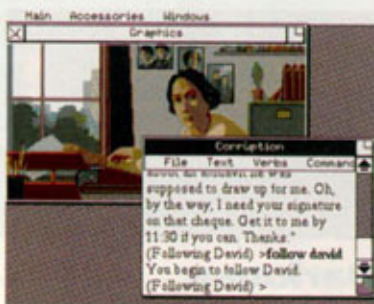 Main Accessories Windows
Graphics
Corruption
File Text Verbs Command
supposed to draw up for me. Oh,
by the way, I need your signature
on that cheque. Get it to me by
11:30 if you can. Thanks."
(Following David) >follow david
You begin to follow David.
(Following David) >